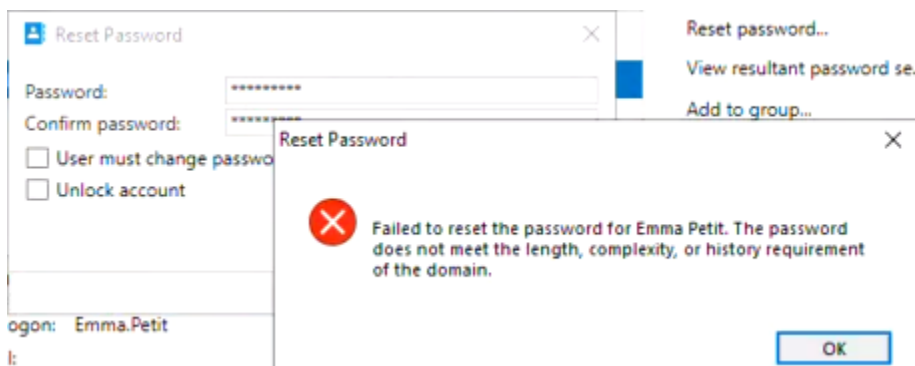 Reset Password
Password: *********
Confirm password: *********
User must change passwo
Unlock account
ogon: Emma.Petit
l:
Reset password...
View resultant password se.
Add to group...
Reset Password
Failed to reset the password for Emma Petit. The password
does not meet the length, complexity, or history requirement
of the domain.
OK